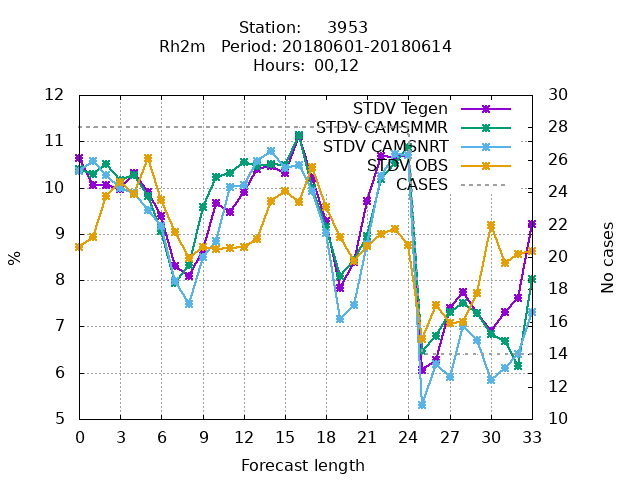 Station: 3953
Rh2m Period: 20180601-20180614
Hours: 00,12
12 30
STDV Tegen
11 28
STDV CAMSMMR
STDV CAMSNRT
26
STDV OBS
10 24
CASES
9 22
% 8 20 No cases
18
7 16
6 14
12
5 10
0 3 6 9 12 15 18 21 24 27 30 33
Forecast length